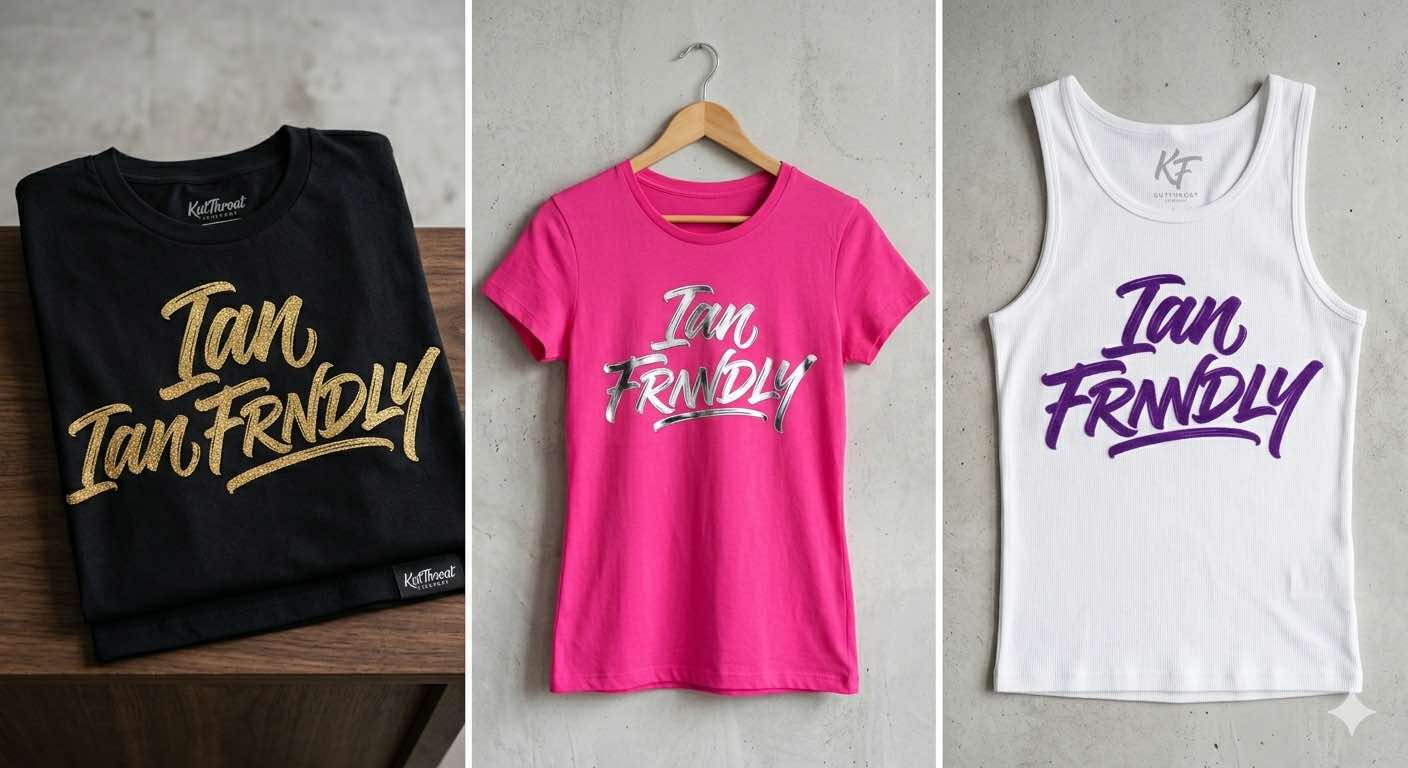 KutThroat
Ian
Ian FRNDLY
KutThroat
Ian
FRNDLY
KF
Ian
FRNDLY